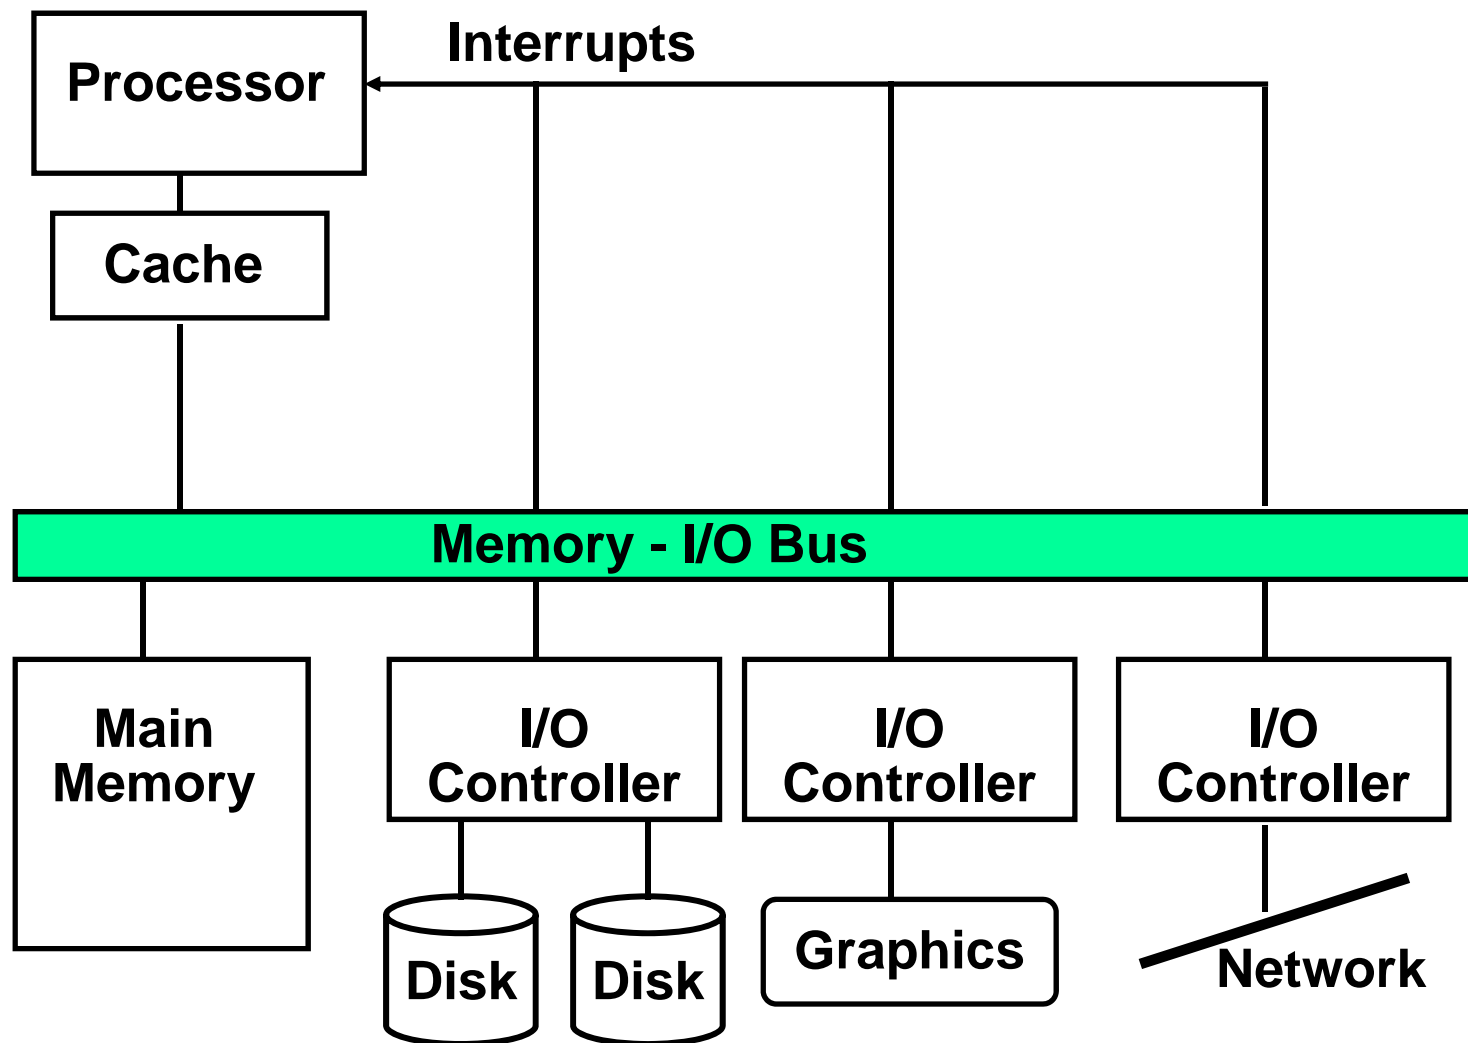 Interrupts
Processor
Cache
Memory - I/O Bus
Main
Memory
I/O
Controller
I/O
Controller
I/O
Controller
Disk
Disk
Graphics
Network